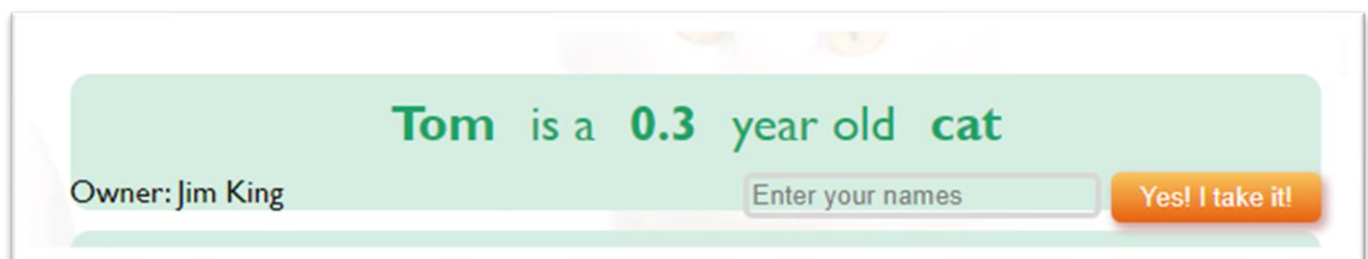 Tom is a 0.3 year old cat
Owner: Jim King Enter your names Yes! I take it!